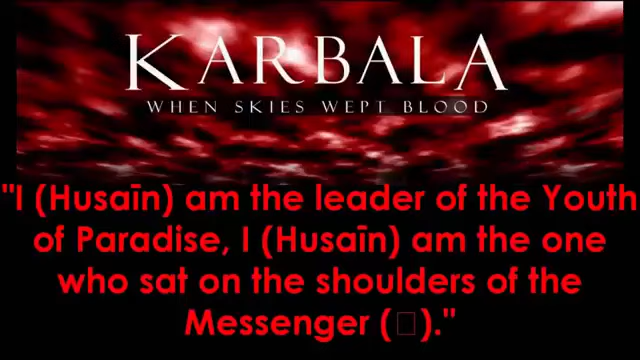 KARBALA
WHEN SKIES WEPT BLOOD
"I (Husaīn) am the leader of the Youth
of Paradise, I (Husaīn) am the one
who sat on the shoulders of the
Messenger (□)."